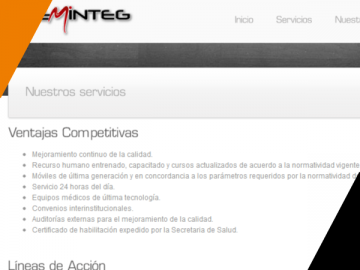 EMINTEG
Inicio Servicios Nuest
Nuestros servicios
Ventajas Competitivas
Mejoramiento continuo de la calidad.
Recurso humano entrenado, capacitado y cursos actualizados de acuerdo a la normatividad vigente
Móviles de última generación y en concordancia a los parámetros requeridos por la normatividad d
Servicio 24 horas del día.
Equipos médicos de última tecnología.
Convenios interinstitucionales.
Auditorías externas para el mejoramiento de la calidad.
Certificado de habilitación expedido por la Secretaria de Salud.
Líneas de Acción